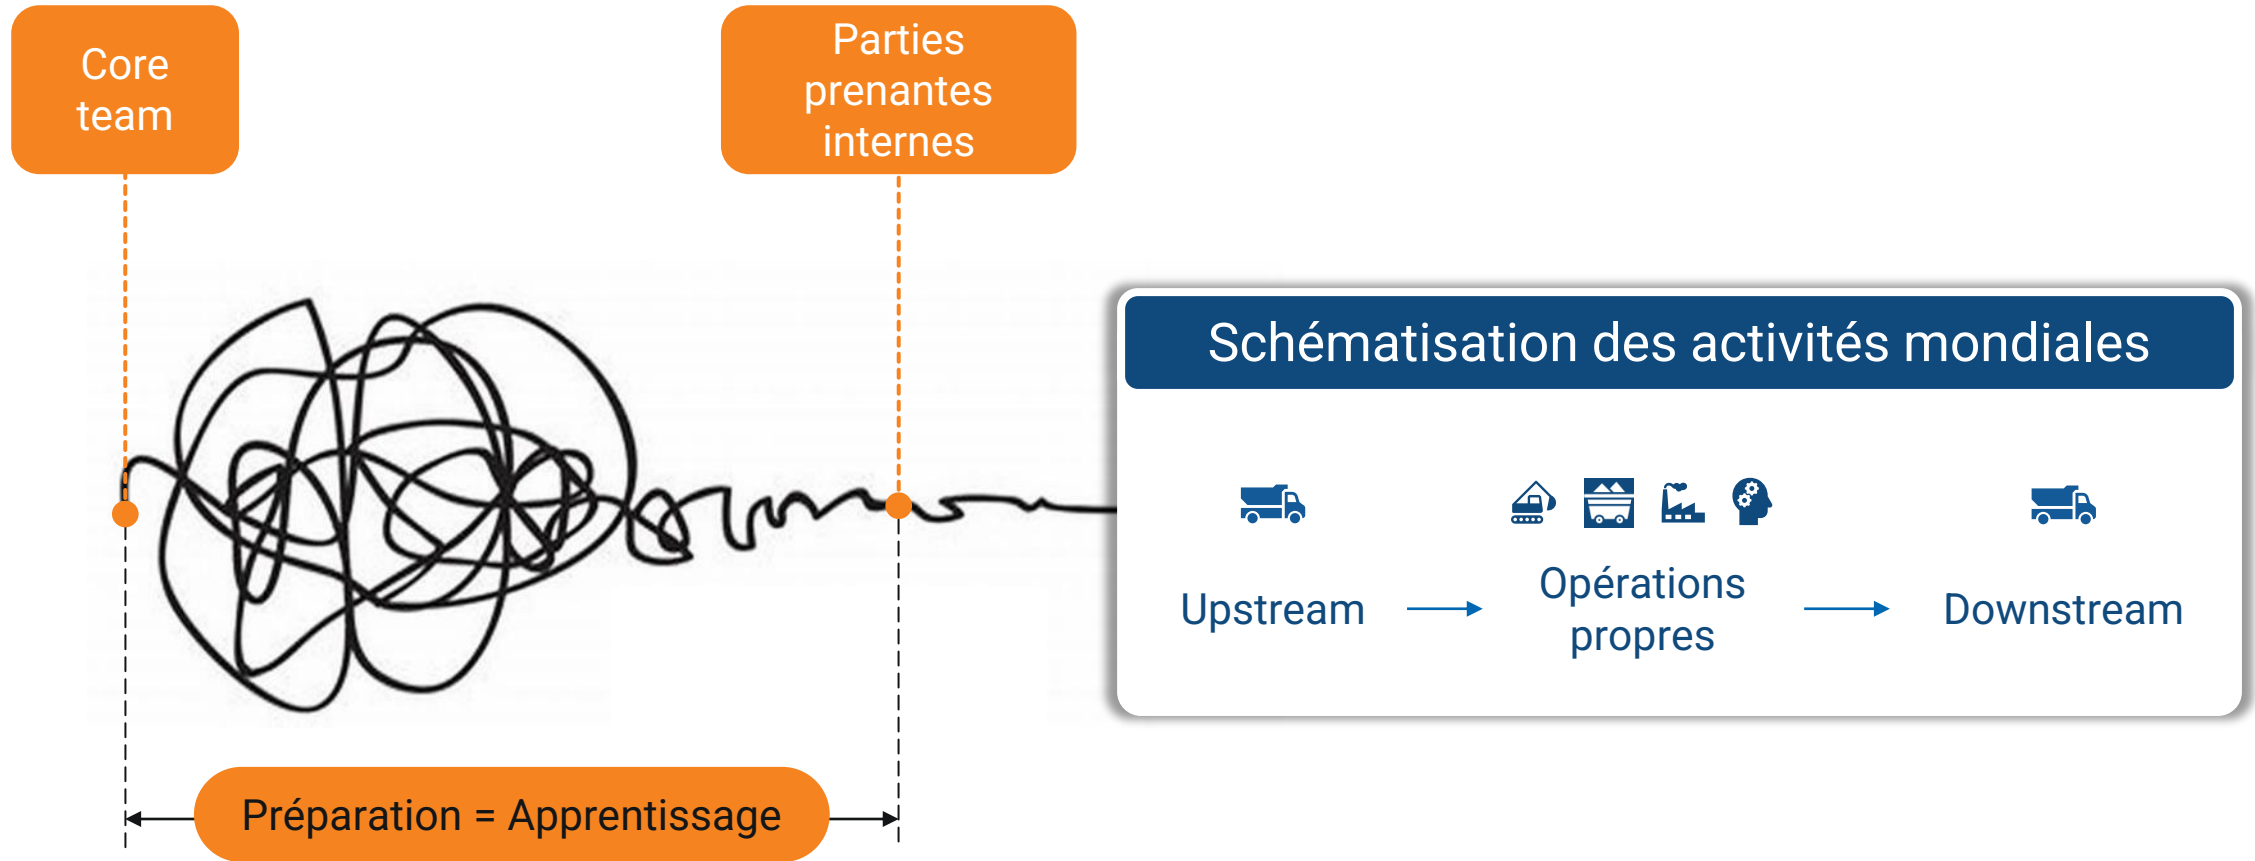 Core
team
Parties
prenantes
internes
Schématisation des activités mondiales
Upstream
Opérations
propres
Downstream
Préparation = Apprentissage